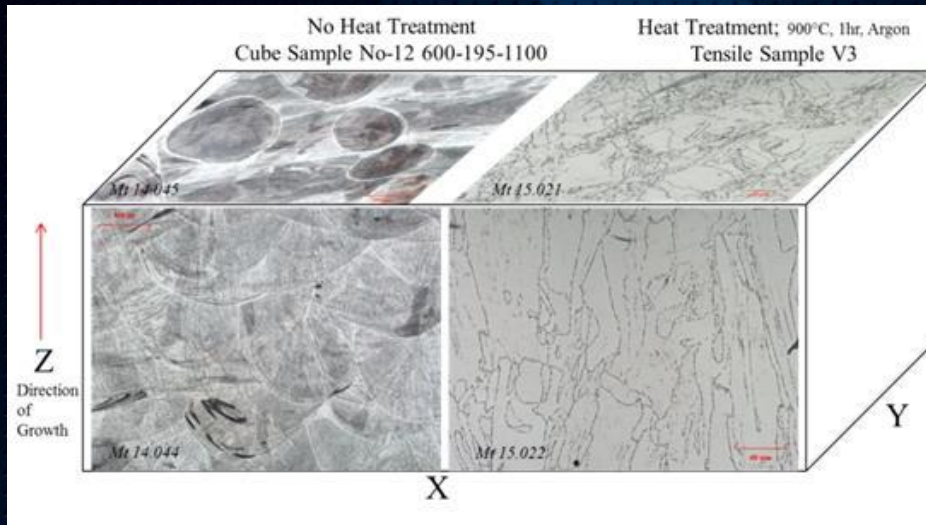 No Heat Treatment
Cube Sample No-12 600-195-1100
Heat Treatment; 900°C, 1hr, Argon
Tensile Sample V3
Mt 14.045
Mt 15.021
Z
Direction
of
Growth
Mt 14.044
Mt 15.022
Y
X